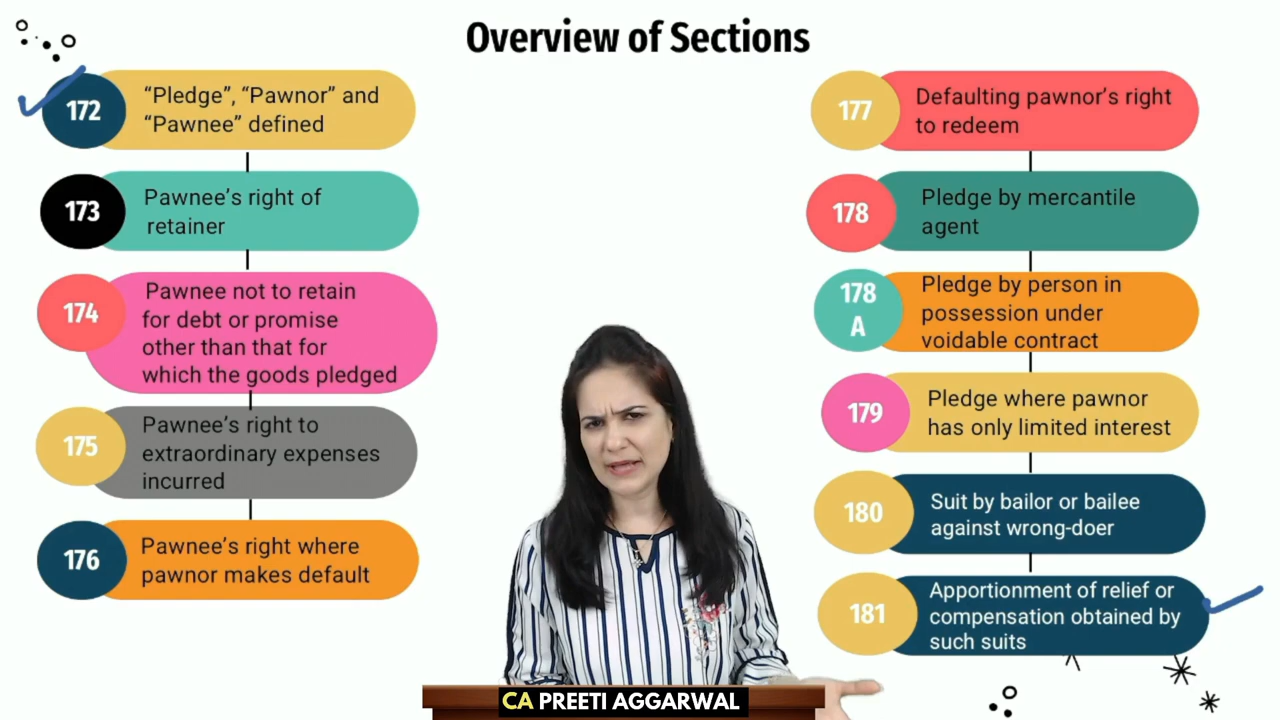 Overview of Sections
172
“Pledge”, “Pawnor” and
“Pawnee” defined
173
Pawnee’s right of
retainer
174
Pawnee not to retain
for debt or promise
other than that for
which the goods pledged
175
Pawnee’s right to
extraordinary expenses
incurred
176
Pawnee’s right where
pawnor makes default
177
Defaulting pawnor’s right
to redeem
178
Pledge by mercantile
agent
178
A
Pledge by person in
possession under
voidable contract
179
Pledge where pawnor
has only limited interest
180
Suit by bailor or bailee
against wrong-doer
181
Apportionment of relief or
compensation obtained by
such suits
CA PREETI AGGARWAL